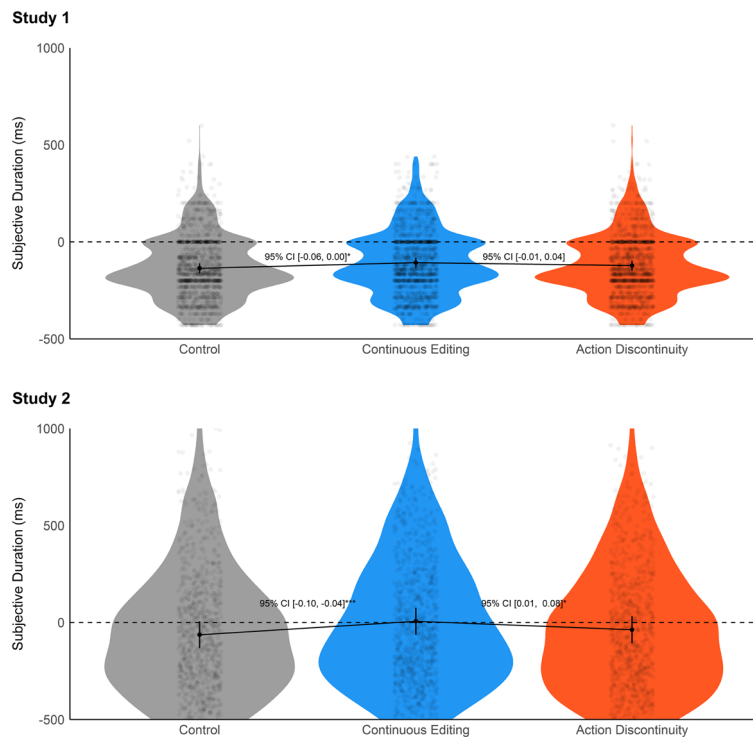 Study 1
1000
500
0
-500
Subjective Duration (ms)
95% CI [-0.06, 0.00]*
95% CI [-0.01, 0.04]
Control
Continuous Editing
Action Discontinuity
Study 2
1000
500
0
-500
Subjective Duration (ms)
95% CI [-0.10, -0.04]***
95% CI [0.01, 0.08]*
Control
Continuous Editing
Action Discontinuity